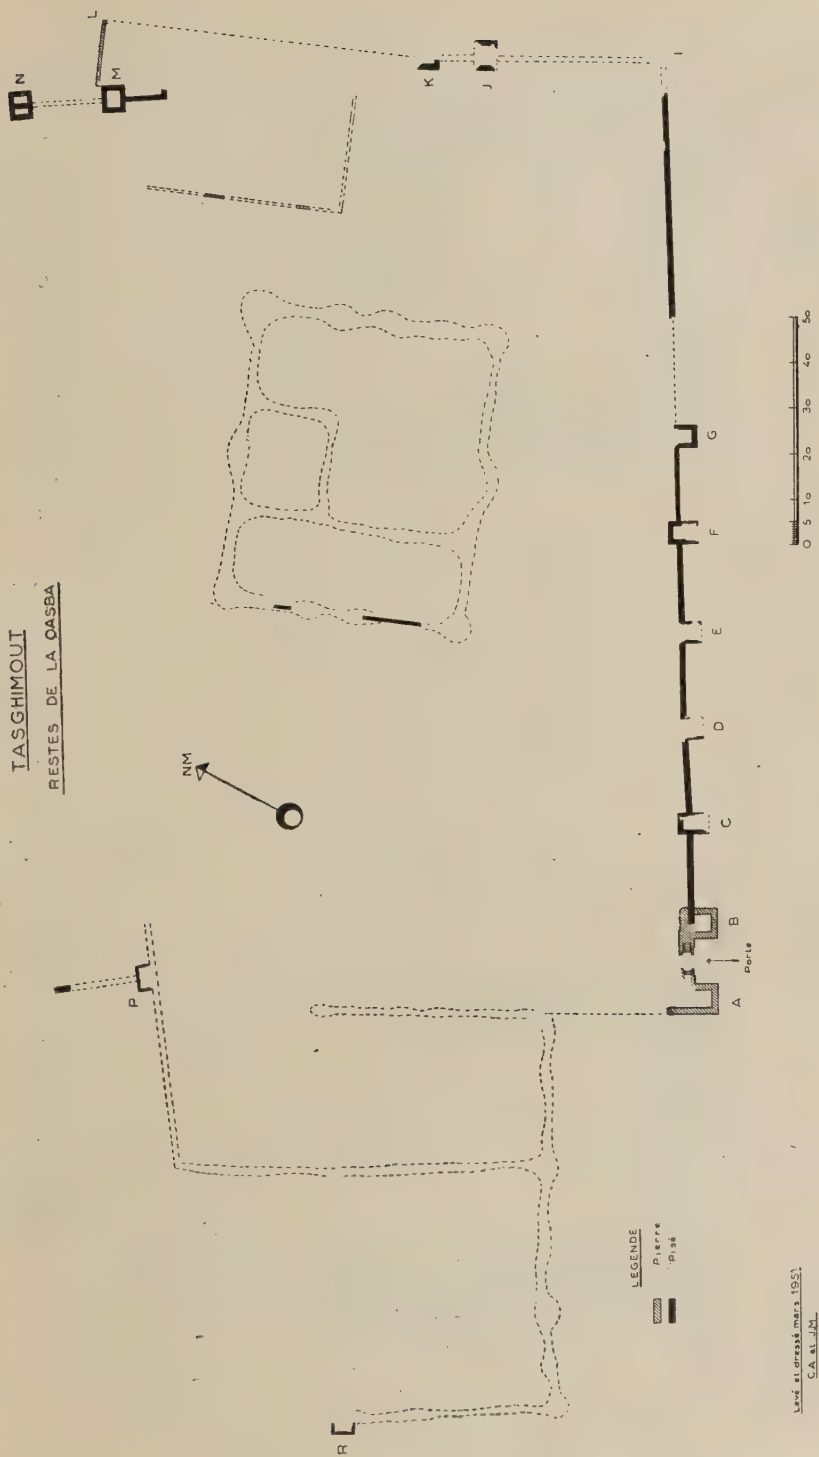 TASGHIMOUT
RESTES DE LA QASBA
NM
N
M
L
K
J
I
P
R
A
B
C
D
E
F
G
Porte
0 5 10 20 30 40 50
LEGENDE
Pierre
Pisé
Levé et dressé mars 1951
C.A et J.M.